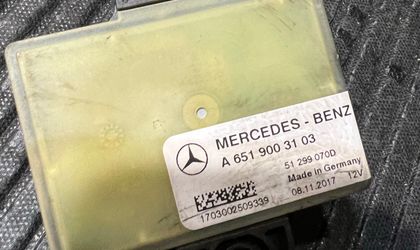 MERCEDES - BENZ
A 651 900 31 03
51 299 070D
Made in Germany
08.11.2017 12V
1703002509339